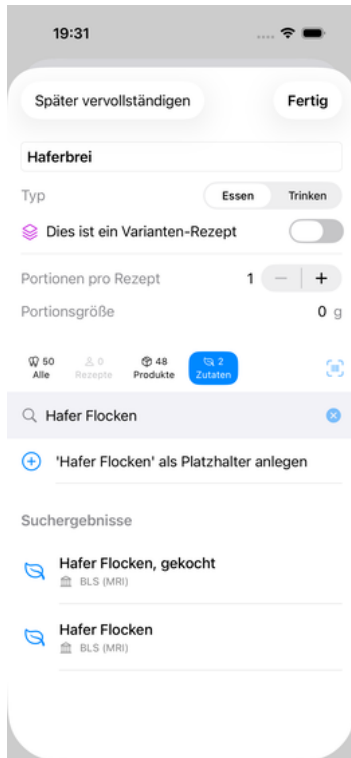 19:31
Später vervollständigen
Fertig
Haferbrei
Typ
Essen
Trinken
Dies ist ein Varianten-Rezept
Portionen pro Rezept
1
Portionsgröße
0 g
50
Alle
0
Rezepte
48
Produkte
2
Zutaten
Hafer Flocken
'Hafer Flocken' als Platzhalter anlegen
Suchergebnisse
Hafer Flocken, gekocht
BLS (MRI)
Hafer Flocken
BLS (MRI)